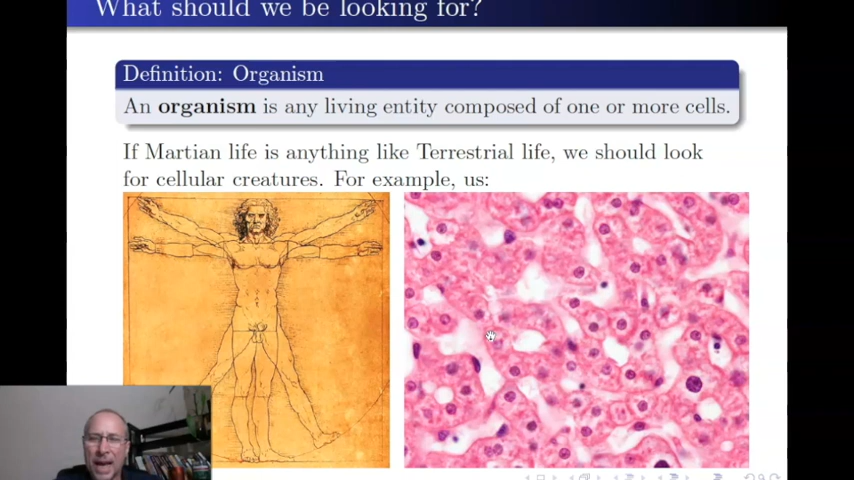 What should we be looking for?
Definition: Organism
An organism is any living entity composed of one or more cells.
If Martian life is anything like Terrestrial life, we should look
for cellular creatures. For example, us: